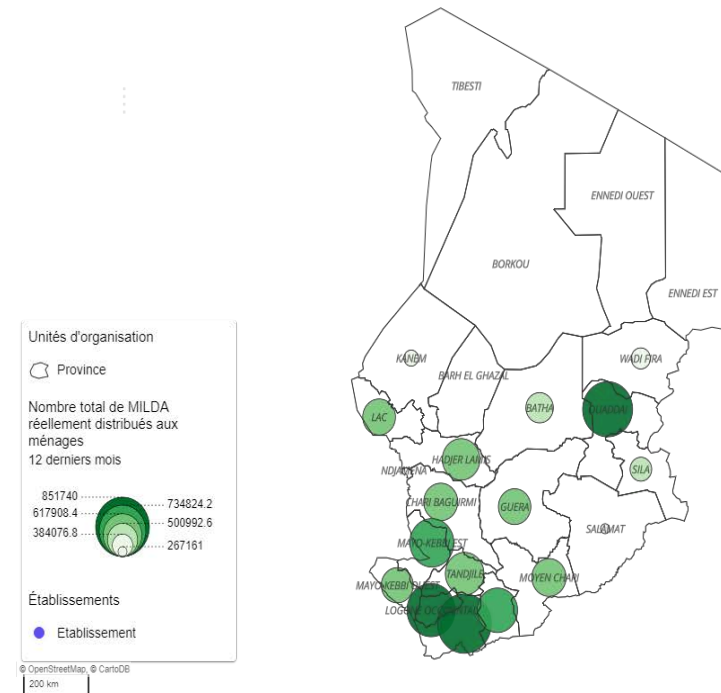 TIBESTI
ENNEDI OUEST
BORKOU
ENNEDI EST
KANEM
WADI FIRA
BARH EL GHAZAL
BATHA
OUADDAI
LAC
HADJER LAMIS
NDJAMENA
SILA
CHARI BAGUIRMI
GUERA
SALAMAT
MAYO-KEBBI EST
TANDJILE
MOYEN CHARI
MAYO-KEBBI OUEST
LOGONE OCCIDENTAL
Unités d'organisation
Province
Nombre total de MILDA
réellement distribués aux
ménages
12 derniers mois
851740
734824.2
617908.4
500992.6
384076.8
267161
Établissements
Etablissement
© OpenStreetMap, © CartoDB
200 km